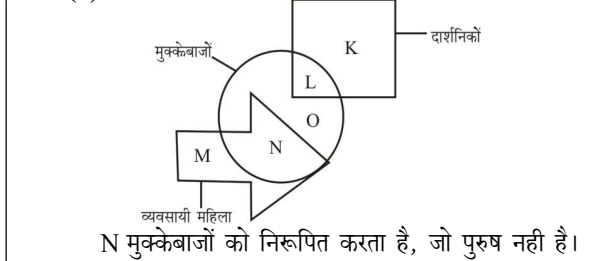 K
दार्शनिकों
मुक्केबाजों
L
O
N
M
व्यवसायी महिला
N मुक्केबाजों को निरूपित करता है, जो पुरुष नही है।